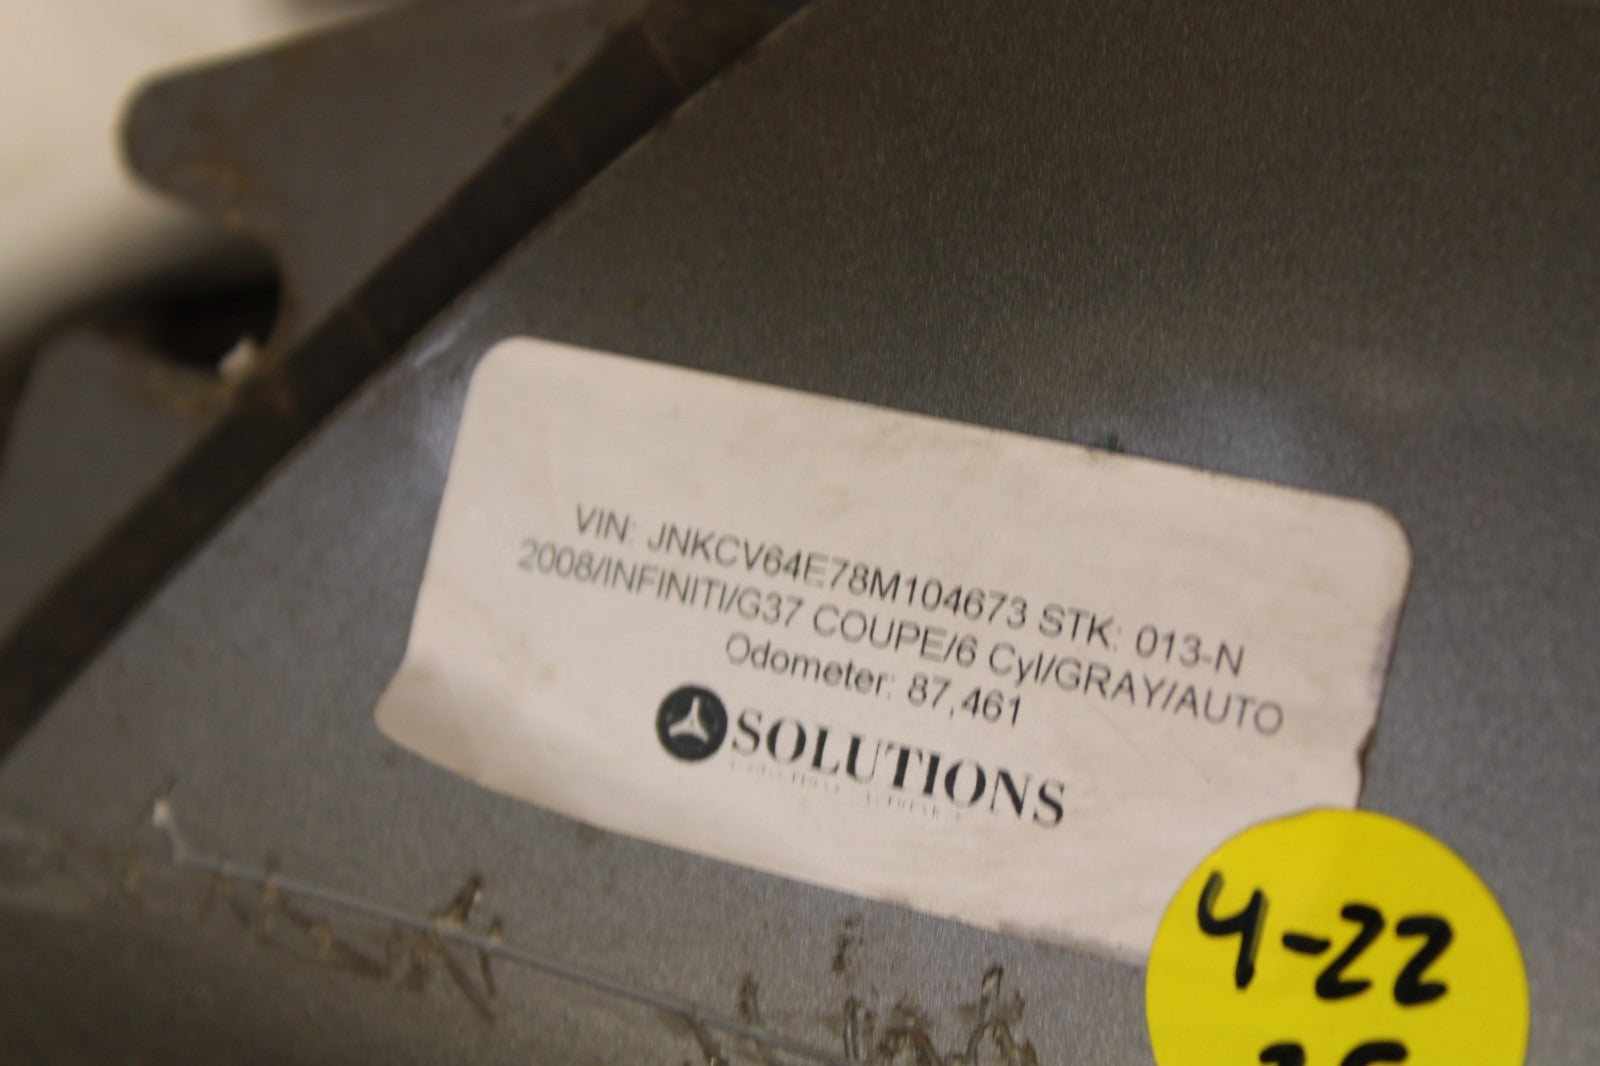 VIN: JNKCV64E78M104673 STK: 013-N
2008/INFINITI/G37 COUPE/6 Cyl/GRAY/AUTO
Odometer: 87,461
SOLUTIONS
4-22